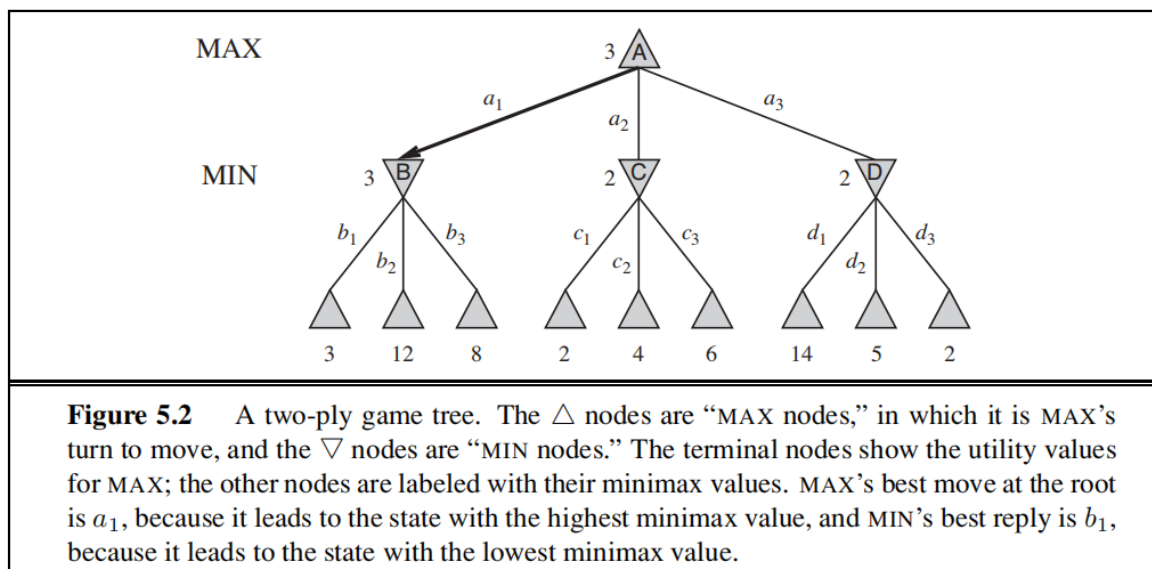 MAX
3 A
a1 a2 a3
MIN
3 B 2 C 2 D
b1 b2 b3 c1 c2 c3 d1 d2 d3
3 12 8 2 4 6 14 5 2
Figure 5.2 A two-ply game tree. The △ nodes are “MAX nodes,” in which it is MAX’s
turn to move, and the ▽ nodes are “MIN nodes.” The terminal nodes show the utility values
for MAX; the other nodes are labeled with their minimax values. MAX’s best move at the root
is a1, because it leads to the state with the highest minimax value, and MIN’s best reply is b1,
because it leads to the state with the lowest minimax value.